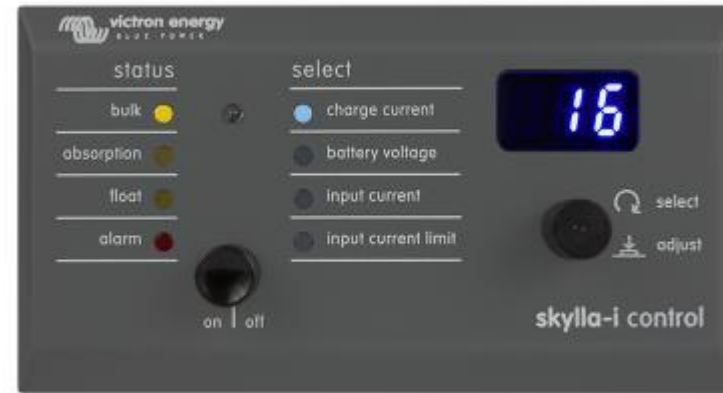 victron energy
BLUE POWER
status
bulk
absorption
float
alarm
on | off
select
charge current
battery voltage
input current
input current limit
16
select
adjust
skylla-i control